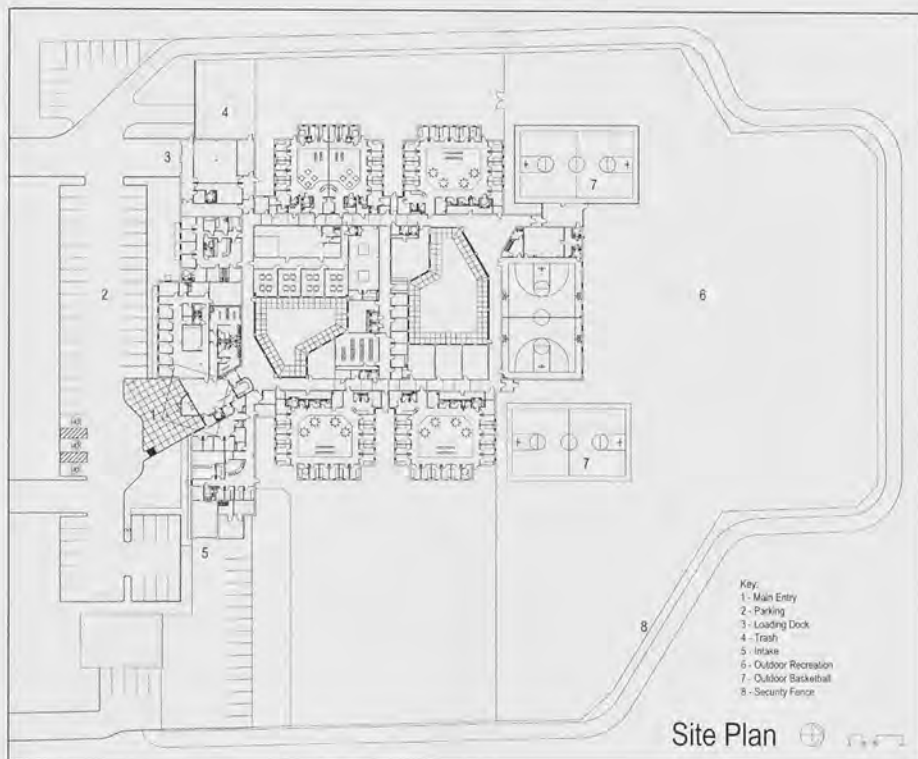 4
3
7
2
6
1
7
5
8
Key:
1 - Main Entry
2 - Parking
3 - Loading Dock
4 - Trash
5 - Intake
6 - Outdoor Recreation
7 - Outdoor Basketball
8 - Security Fence
Site Plan